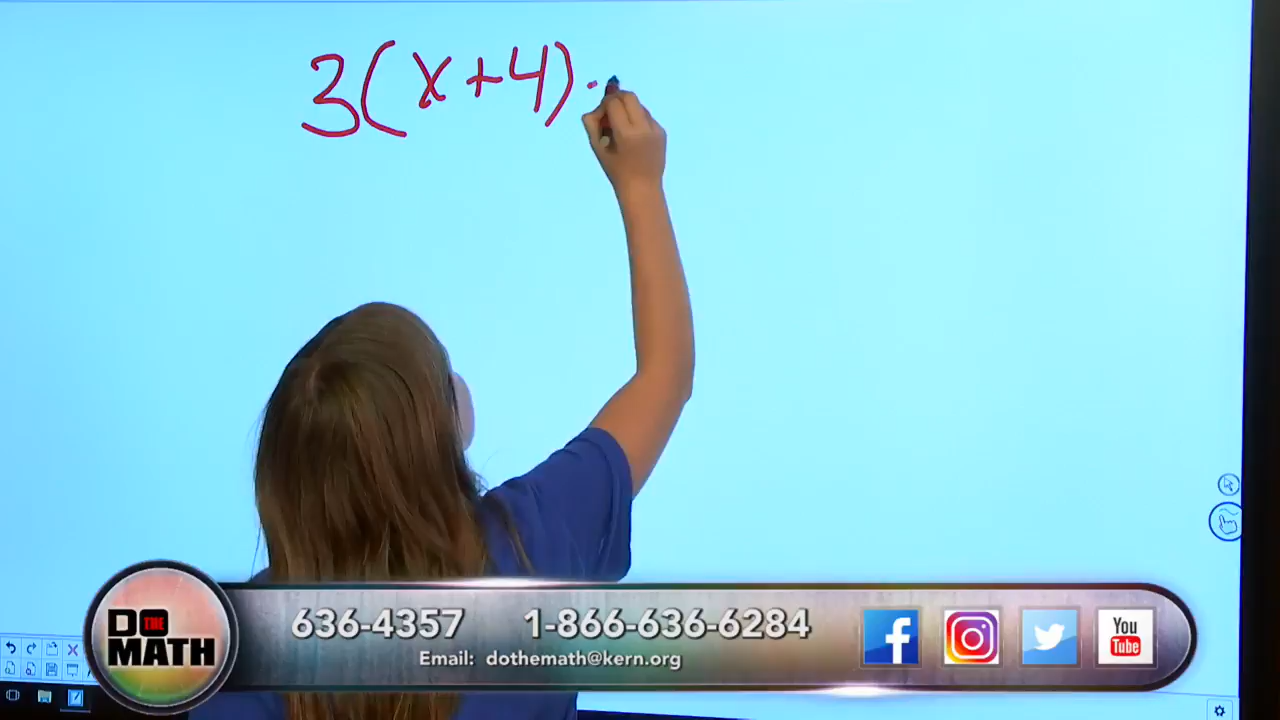 3(x+4)
DO THE MATH
636-4357 1-866-636-6284
Email: dothemath@kern.org
You Tube